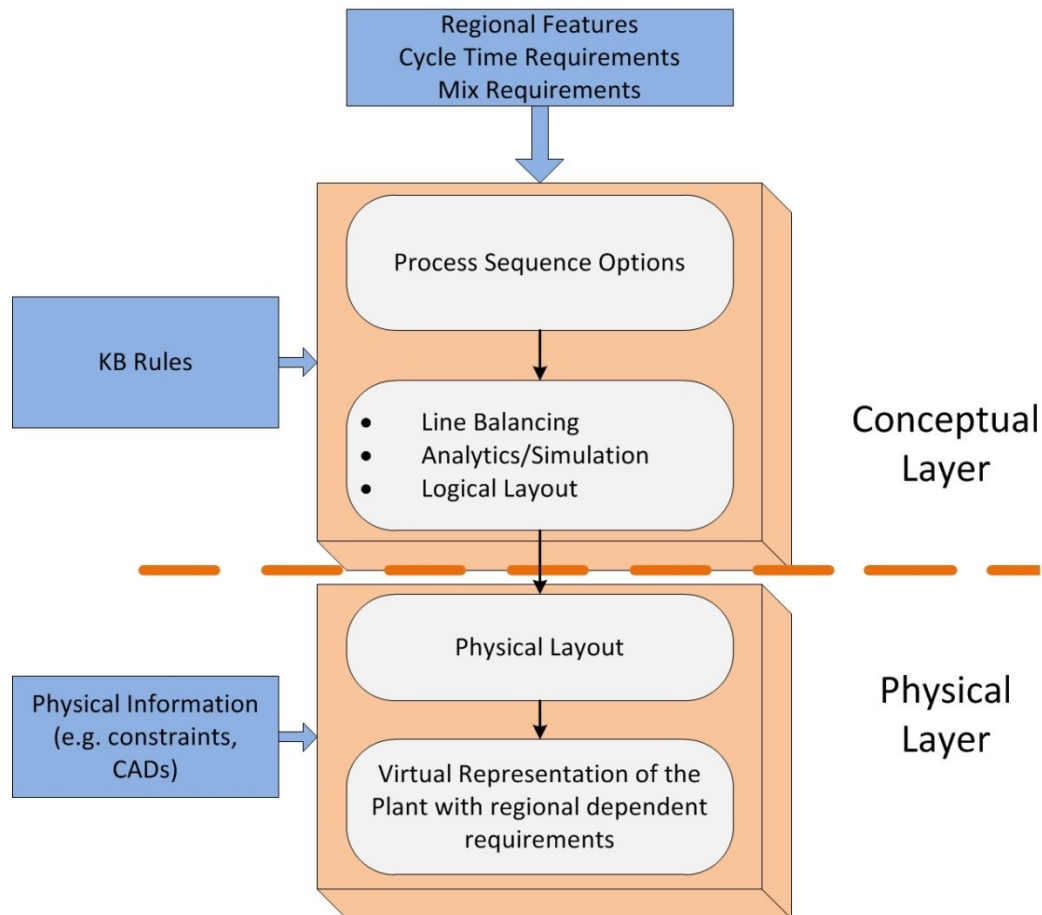 Regional Features
Cycle Time Requirements
Mix Requirements
Process Sequence Options
KB Rules
• Line Balancing
• Analytics/Simulation
• Logical Layout
Conceptual
Layer
Physical Layout
Physical Information
(e.g. constraints,
CADs)
Physical
Layer
Virtual Representation of the
Plant with regional dependent
requirements